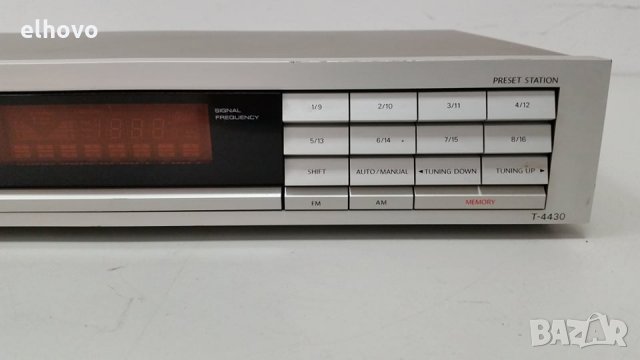 elhovo
PRESET STATION
SIGNAL
FREQUENCY
1/9 2/10 3/11 4/12
5/13 6/14 7/15 8/16
SHIFT AUTO/MANUAL ◄TUNING DOWN TUNING UP►
FM AM MEMORY
T-4430
BAZAR